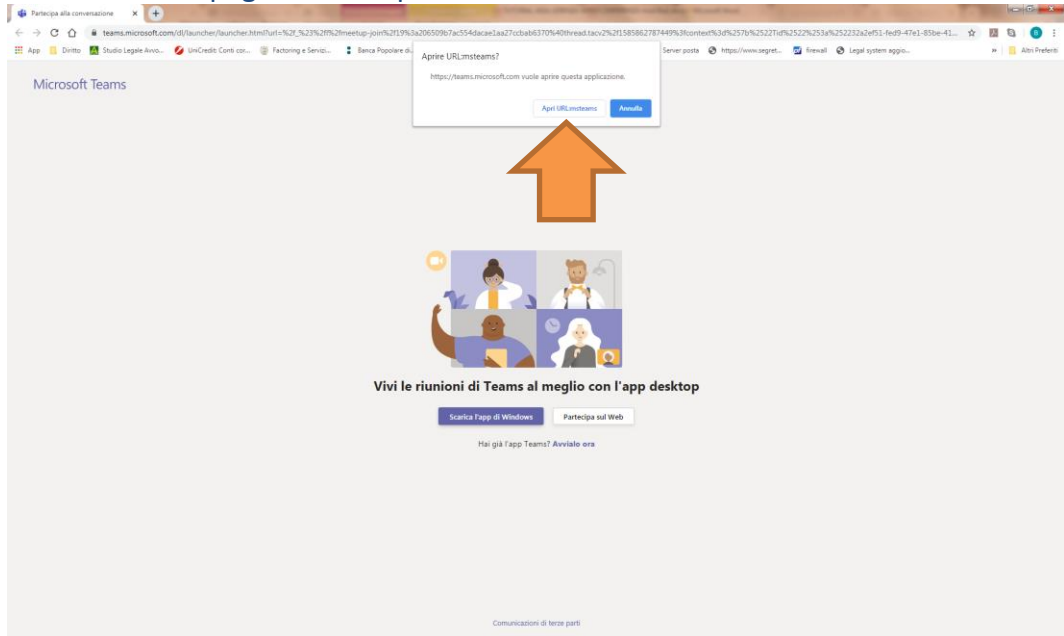 Partecipa alla conversazione
teams.microsoft.com/dl/launcher/launcher.html?url=%2f_%23%2fl%2fmeetup-join%2f19%3a206509b7ac554dacae1aa27ccbab6370%40thread.tacv2%2f1585862787449%3fcontext%3d%257b%2522Tid%2522%253a%252232a2ef51-fed9-47e1-85be-41...
App Diritto Studio Legale Avvo... UniCredit Conti cor... Factoring e Servizi... Banca Popolare di Server posta https://www.segret... firewall Legal system aggio... » Altri Preferiti
Aprire URL:msteams?
https://teams.microsoft.com vuole aprire questa applicazione.
Apri URL:msteams Annulla
Microsoft Teams
Vivi le riunioni di Teams al meglio con l'app desktop
Scarica l'app di Windows Partecipa sul Web
Hai già l'app Teams? Avvialo ora
Comunicazioni di terze parti